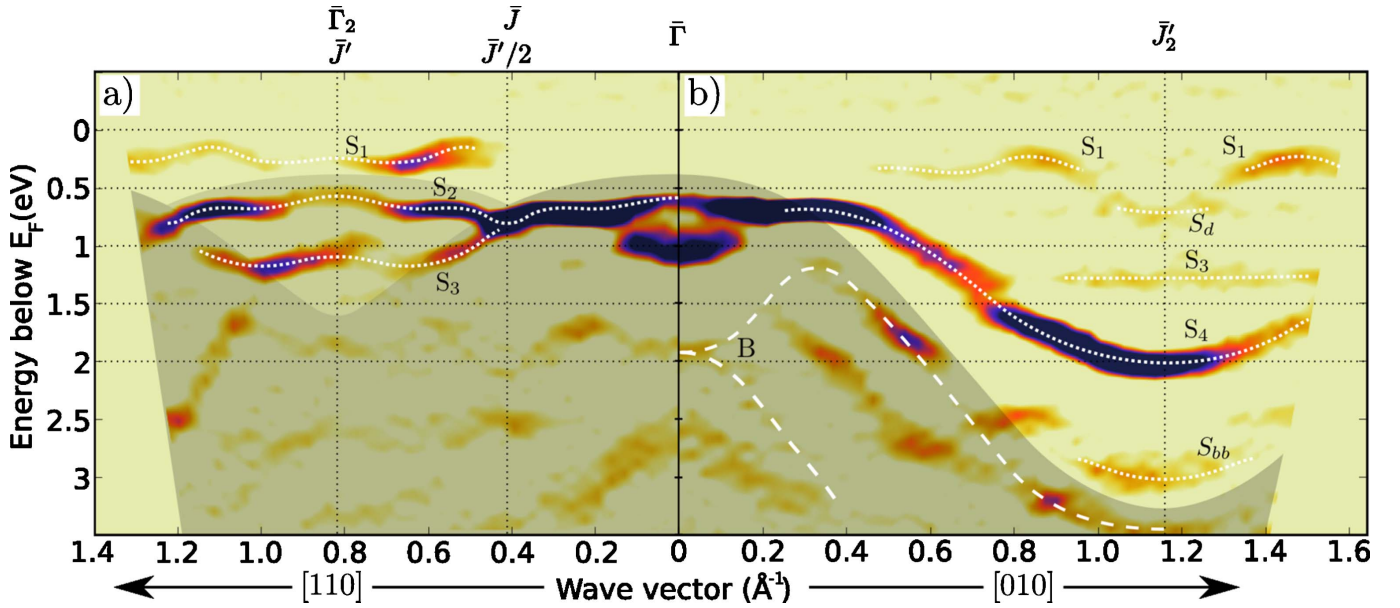 Γ̄₂ J̄ Γ̄ J̄′₂
J̄′ J̄′/2
a) b)
0
0.5
1
1.5
2
2.5
3
Energy below E_F(eV)
S₁ S₁ S₁
S₂
S_d
S₃ S₃
S₄
B
S_bb
1.4 1.2 1.0 0.8 0.6 0.4 0.2 0 0.2 0.4 0.6 0.8 1.0 1.2 1.4 1.6
[110] Wave vector (Å⁻¹) [010]